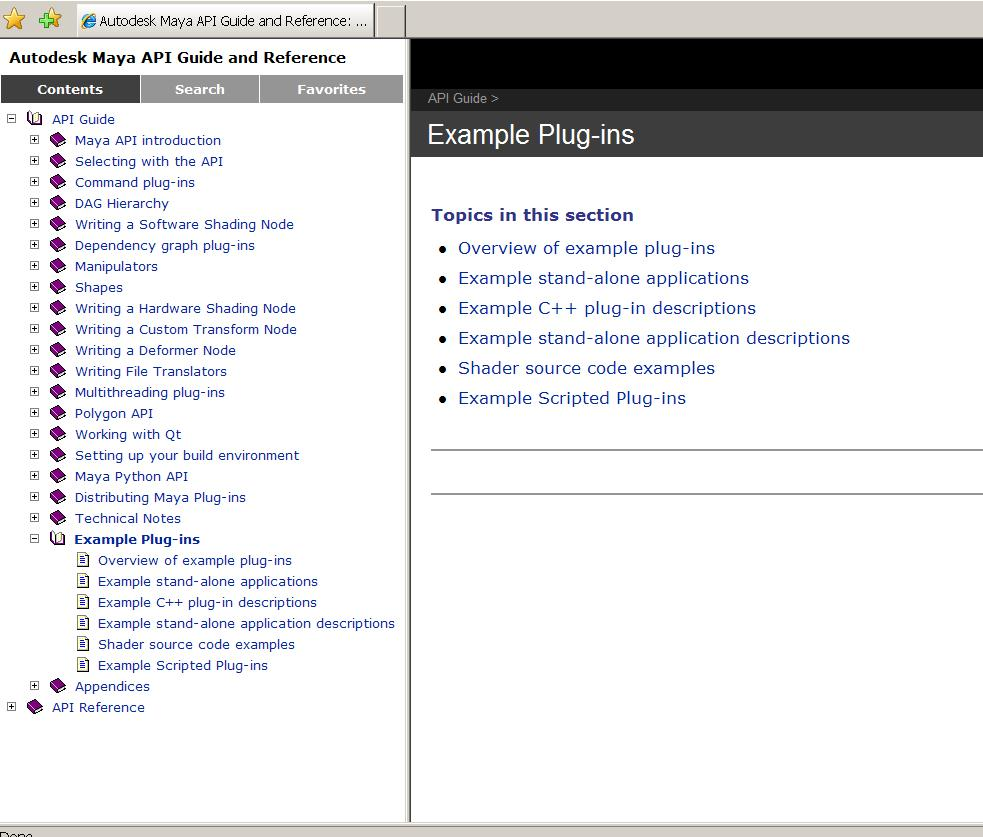 Autodesk Maya API Guide and Reference: ...
Autodesk Maya API Guide and Reference
Contents
Search
Favorites
API Guide
Maya API introduction
Selecting with the API
Command plug-ins
DAG Hierarchy
Writing a Software Shading Node
Dependency graph plug-ins
Manipulators
Shapes
Writing a Hardware Shading Node
Writing a Custom Transform Node
Writing a Deformer Node
Writing File Translators
Multithreading plug-ins
Polygon API
Working with Qt
Setting up your build environment
Maya Python API
Distributing Maya Plug-ins
Technical Notes
Example Plug-ins
Overview of example plug-ins
Example stand-alone applications
Example C++ plug-in descriptions
Example stand-alone application descriptions
Shader source code examples
Example Scripted Plug-ins
Appendices
API Reference
API Guide >
Example Plug-ins
Topics in this section
Overview of example plug-ins
Example stand-alone applications
Example C++ plug-in descriptions
Example stand-alone application descriptions
Shader source code examples
Example Scripted Plug-ins
Done